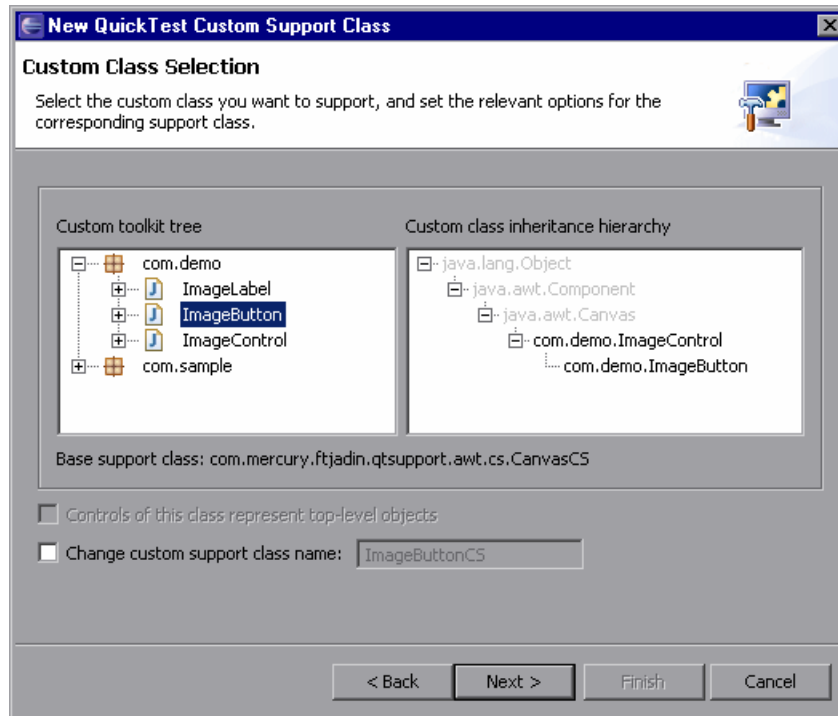 New QuickTest Custom Support Class
Custom Class Selection
Select the custom class you want to support, and set the relevant options for the
corresponding support class.
Custom toolkit tree
com.demo
ImageLabel
ImageButton
ImageControl
com.sample
Custom class inheritance hierarchy
java.lang.Object
java.awt.Component
java.awt.Canvas
com.demo.ImageControl
com.demo.ImageButton
Base support class: com.mercury.ftjadin.qtsupport.awt.cs.CanvasCS
Controls of this class represent top-level objects
Change custom support class name: ImageButtonCS
< Back Next > Finish Cancel